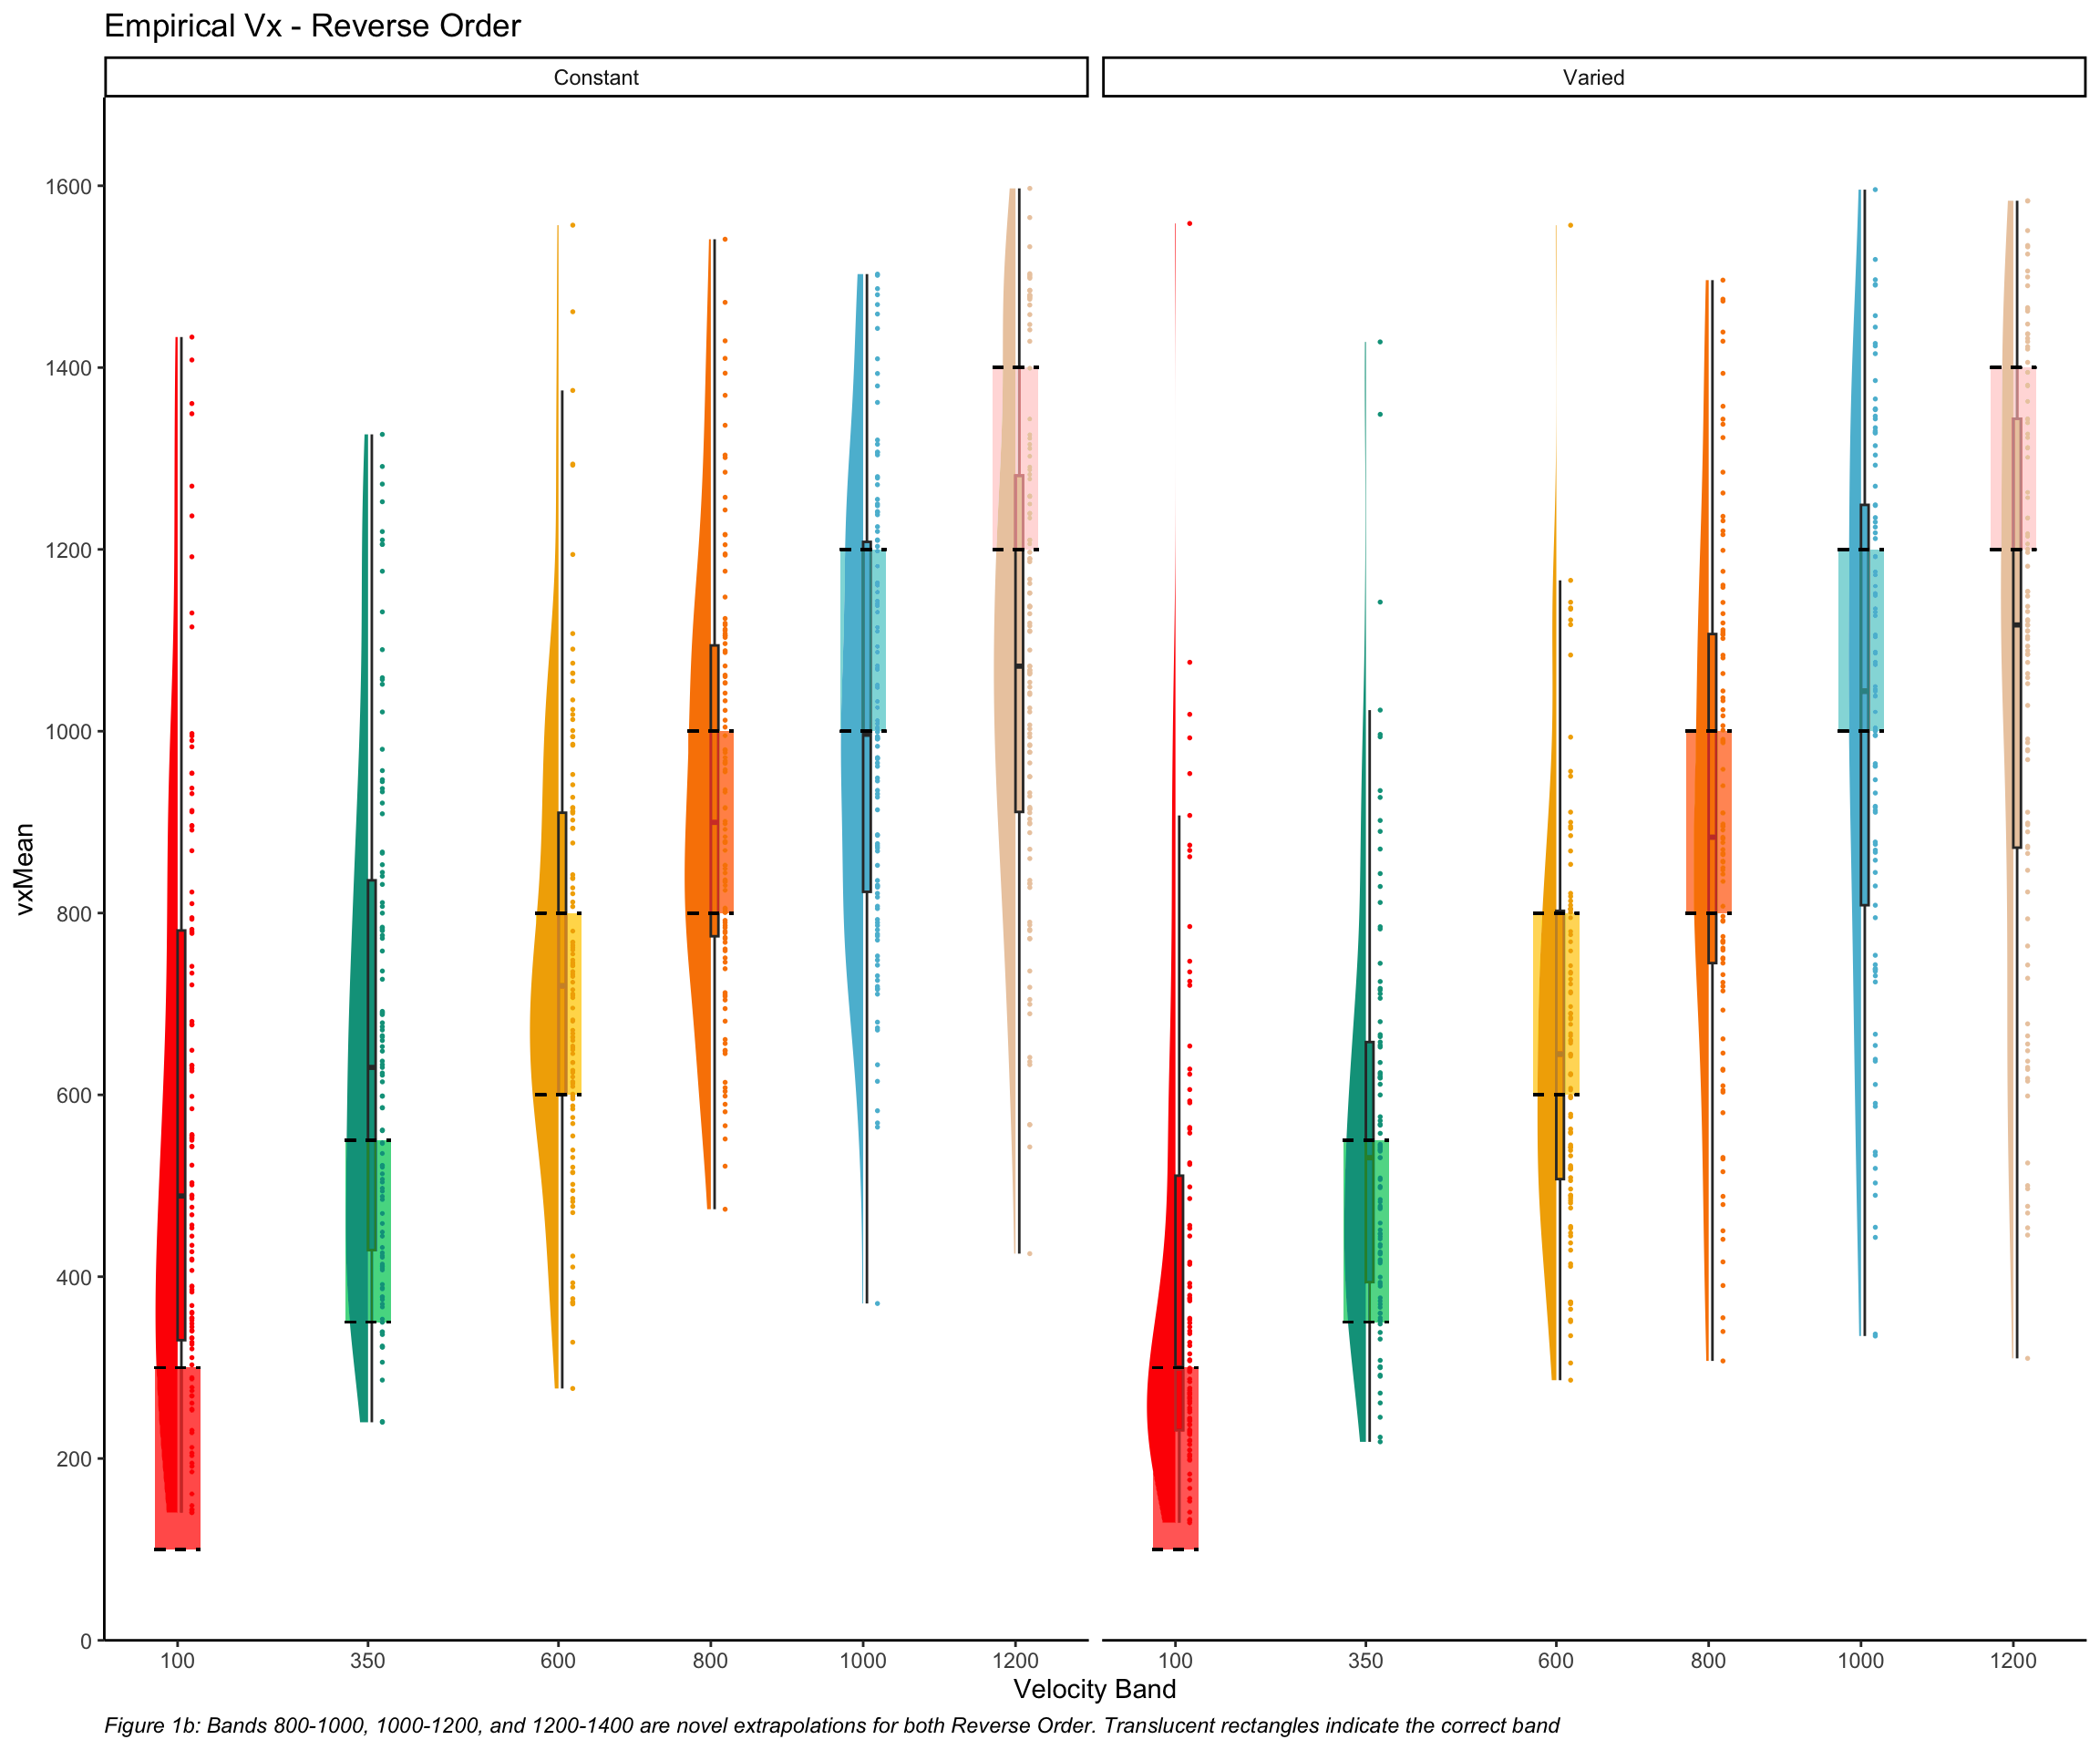 Empirical Vx - Reverse Order
Constant
Varied
vxMean
1600
1400
1200
1000
800
600
400
200
0
100 350 600 800 1000 1200
100 350 600 800 1000 1200
Velocity Band
Figure 1b: Bands 800-1000, 1000-1200, and 1200-1400 are novel extrapolations for both Reverse Order. Translucent rectangles indicate the correct band